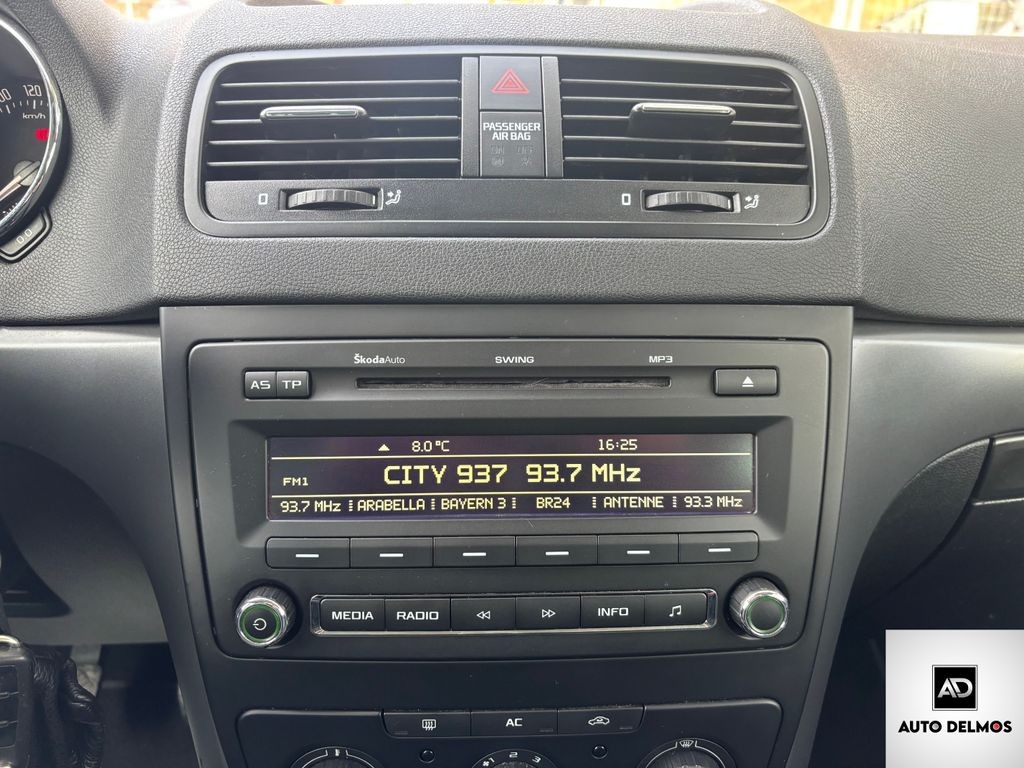 120
km/h
PASSENGER
AIR BAG
ŠkodaAuto SWING MP3
AS TP
8.0°C 16:25
FM1 CITY 937 93.7 MHz
93.7 MHz ARABELLA BAYERN 3 BR24 ANTENNE 93.3 MHz
MEDIA RADIO INFO
AC
2 3
AD
AUTO DELMOS